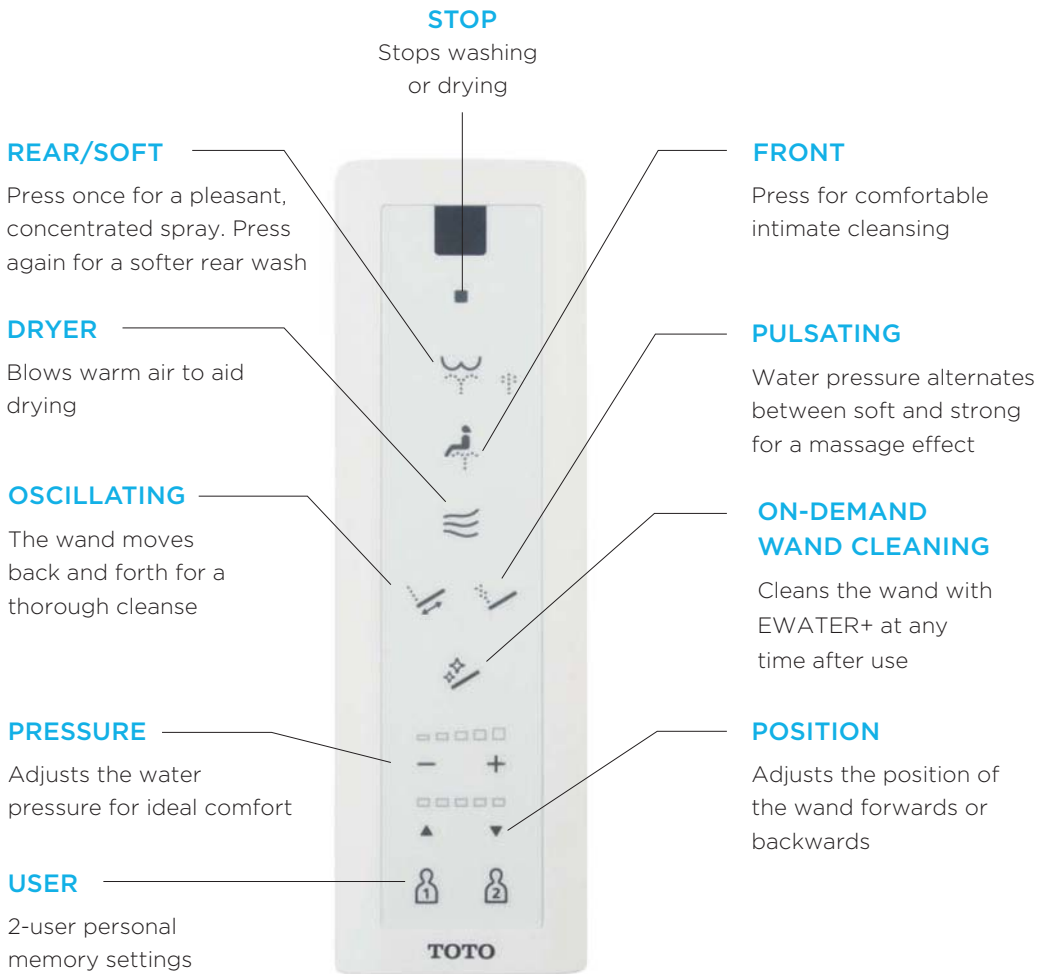 STOP
Stops washing
or drying
REAR/SOFT
Press once for a pleasant,
concentrated spray. Press
again for a softer rear wash
DRYER
Blows warm air to aid
drying
OSCILLATING
The wand moves
back and forth for a
thorough cleanse
PRESSURE
Adjusts the water
pressure for ideal comfort
USER
2-user personal
memory settings
FRONT
Press for comfortable
intimate cleansing
PULSATING
Water pressure alternates
between soft and strong
for a massage effect
ON-DEMAND
WAND CLEANING
Cleans the wand with
EWATER+ at any
time after use
POSITION
Adjusts the position of
the wand forwards or
backwards
− +
1 2
TOTO